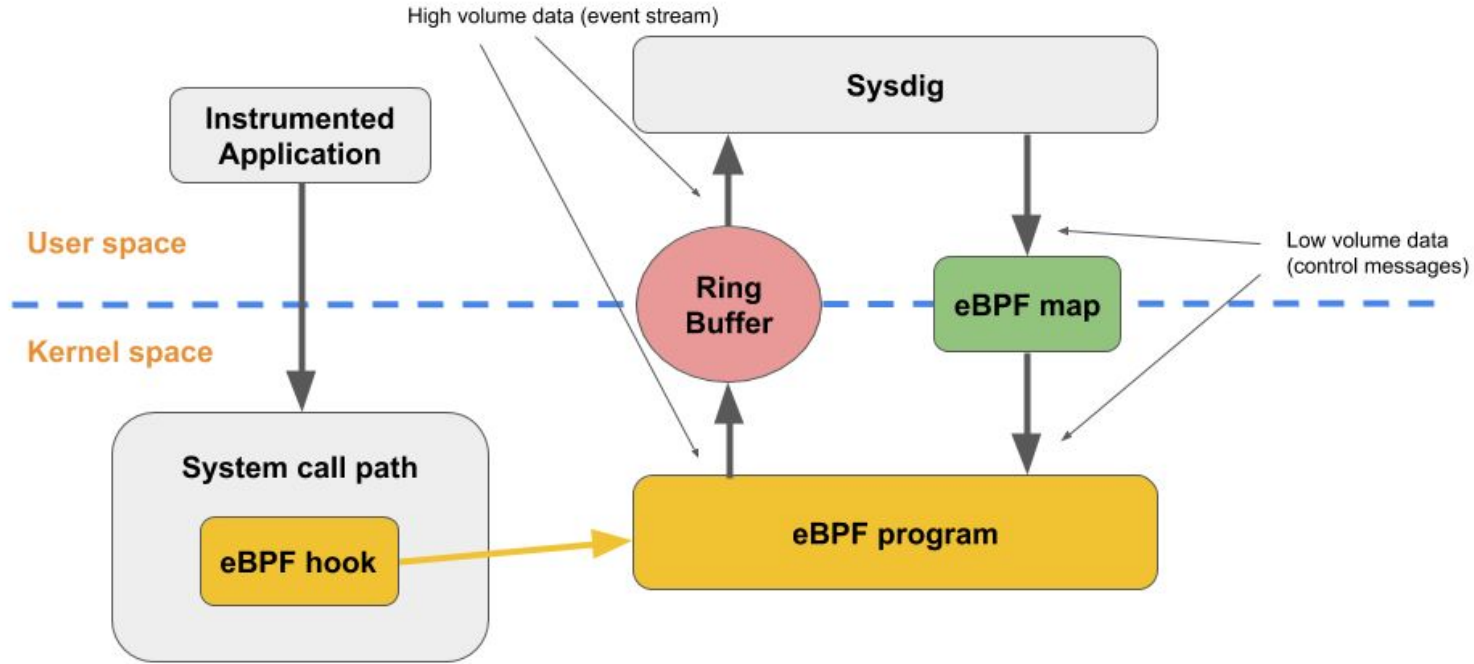 High volume data (event stream)
Sysdig
Instrumented
Application
User space
Low volume data
(control messages)
Ring
Buffer
eBPF map
Kernel space
System call path
eBPF hook
eBPF program